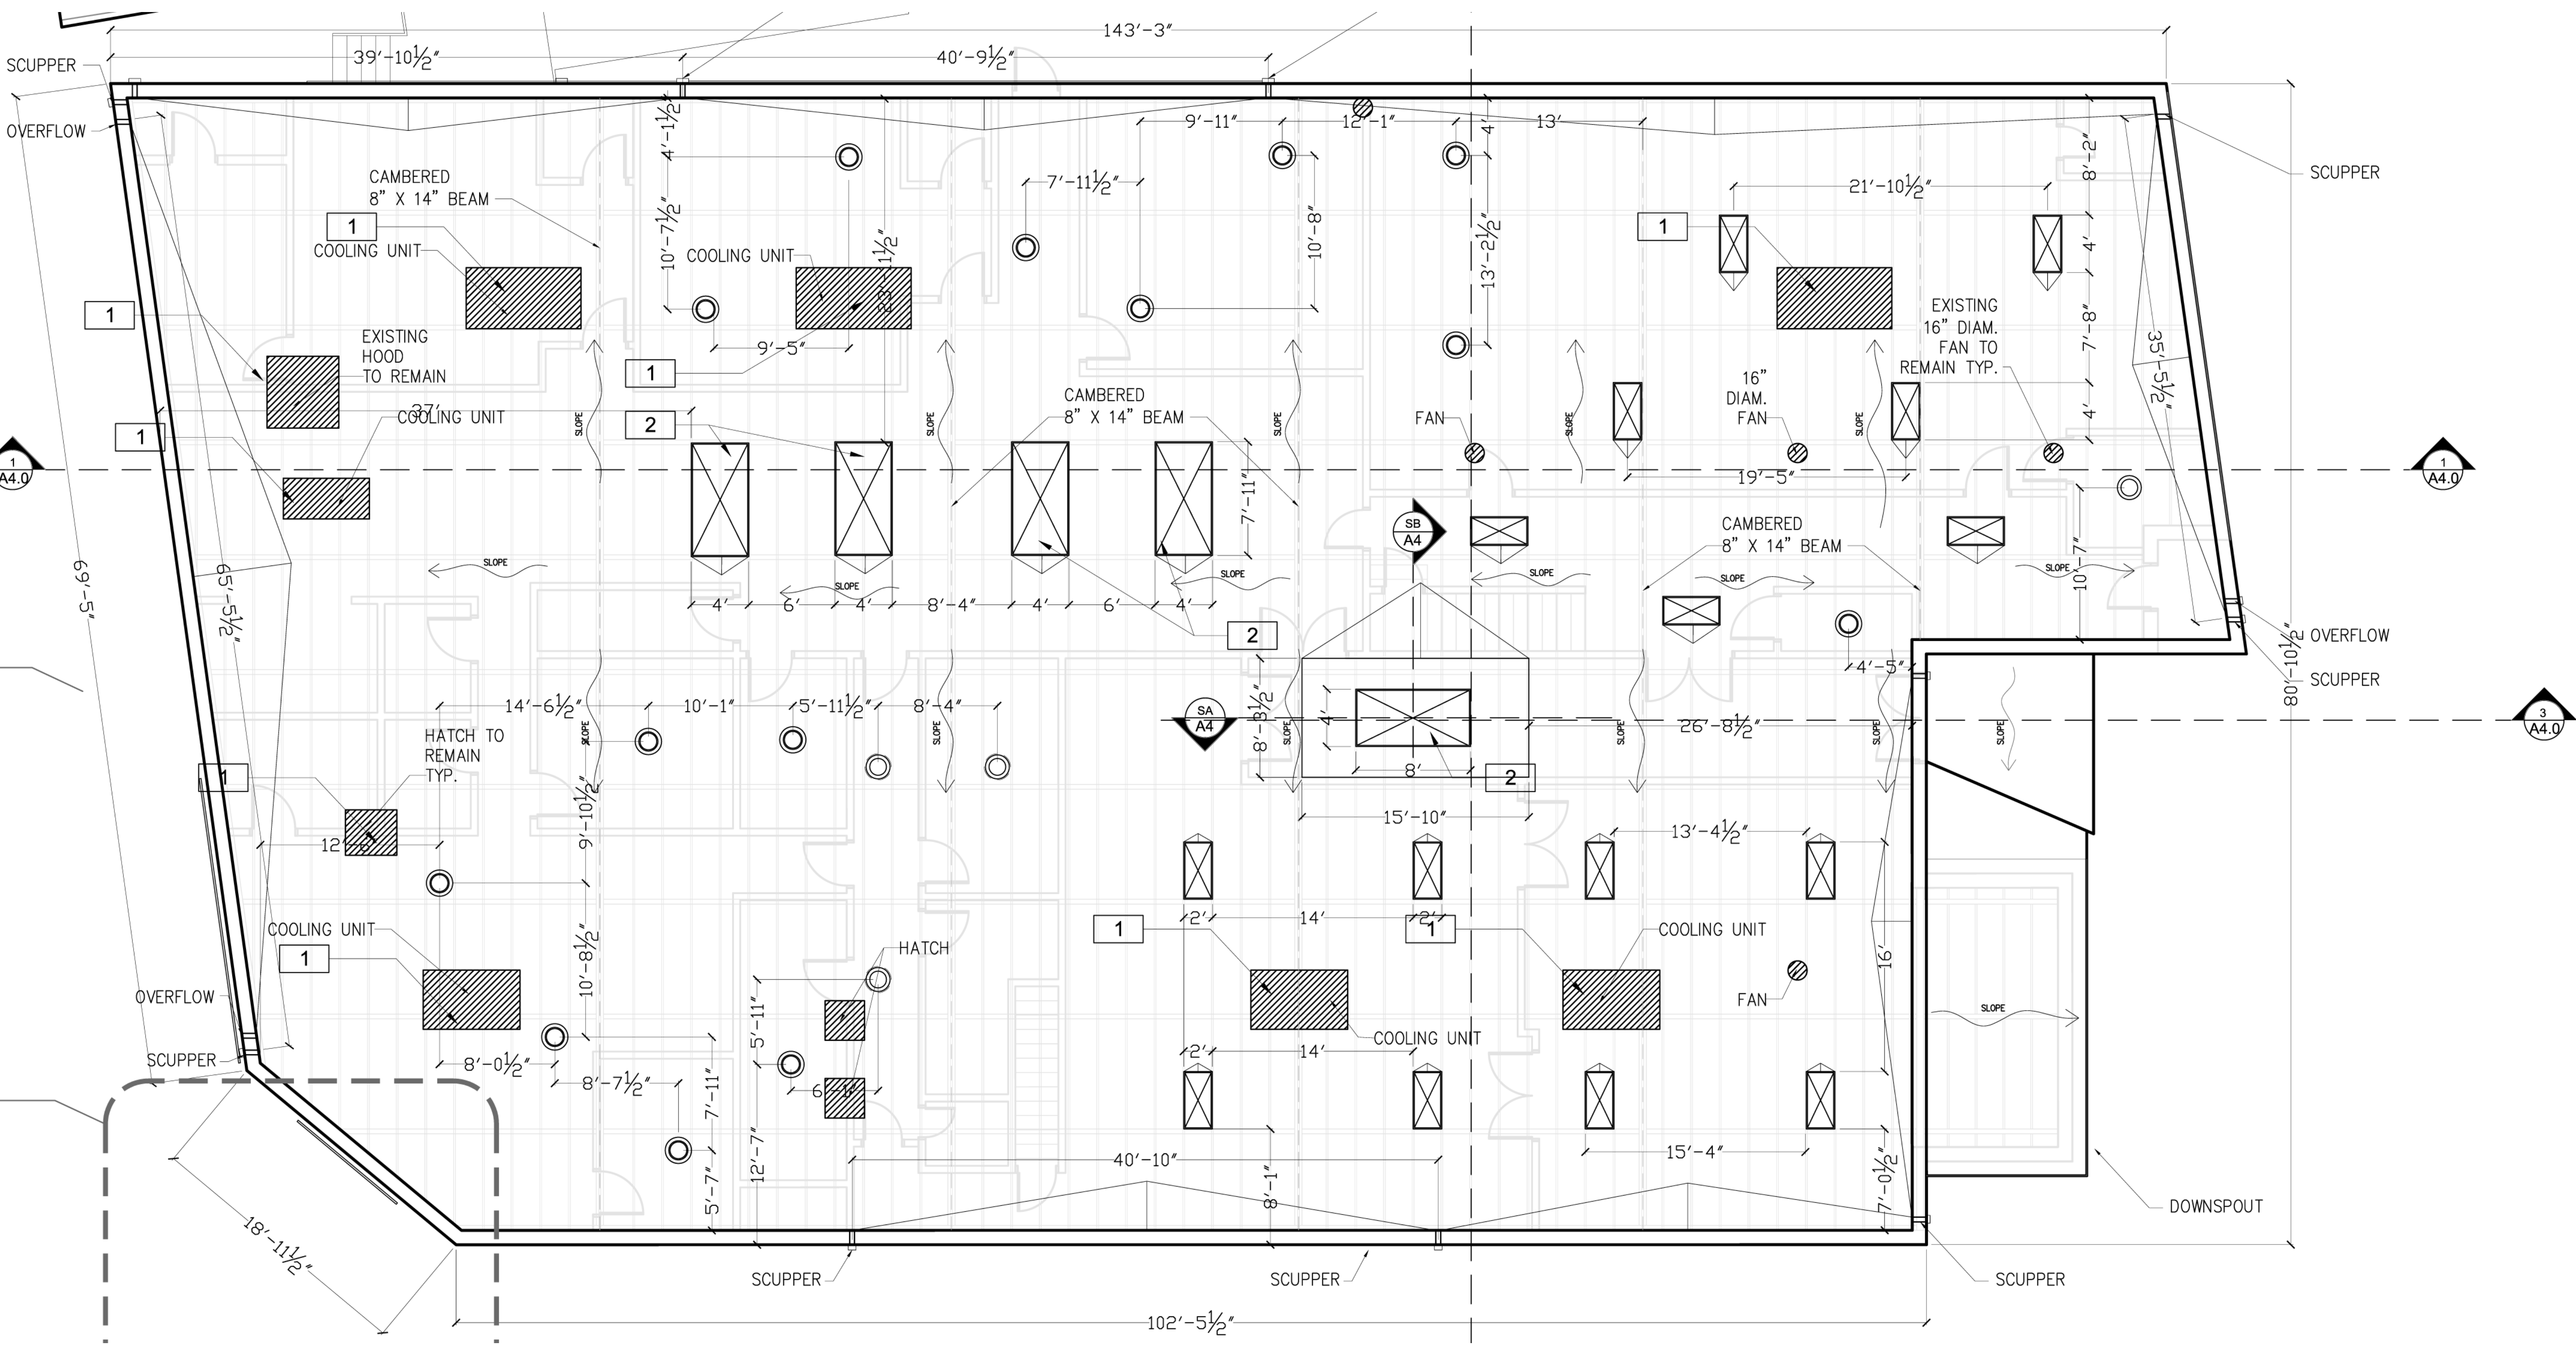 143'-3"
39'-10½"
40'-9½"
SCUPPER
OVERFLOW
4'-1½"
9'-11"
12'-1"
13'
4'
8'-2"
SCUPPER
CAMBERED
8" X 14" BEAM
7'-11½"
21'-10½"
1
COOLING UNIT
10'-7½"
COOLING UNIT
10'-8"
13'-2½"
1
4'
1
EXISTING
HOOD
TO REMAIN
9'-5"
EXISTING
16" DIAM.
FAN TO
REMAIN TYP.
7'-8"
35'-5½"
1
16"
DIAM.
FAN
CAMBERED
8" X 14" BEAM
37'
COOLING UNIT
2
SLOPE
SLOPE
SLOPE
FAN
SLOPE
SLOPE
4'
1
1
A4.0
1
A4.0
19'-5"
7'-11"
SB
A4
CAMBERED
8" X 14" BEAM
10'-7"
69'-5"
65'-5½"
SLOPE
SLOPE
SLOPE
SLOPE
SLOPE
SLOPE
4'
6'
4'
8'-4"
4'
6'
4'
2
OVERFLOW
SCUPPER
80'-10½"
4'-5"
14'-6½"
10'-1"
5'-11½"
8'-4"
SA
A4
8'-3½"
4'
8'
2
26'-8½"
3
A4.0
SLOPE
SLOPE
SLOPE
SLOPE
SLOPE
SLOPE
HATCH TO
REMAIN
TYP.
1
15'-10"
9'-10½"
13'-4½"
2'
14'
2'
COOLING UNIT
1
10'-8½"
HATCH
1
1
COOLING UNIT
16'
FAN
OVERFLOW
5'-11"
COOLING UNIT
SLOPE
SCUPPER
8'-0½"
8'-7½"
7'-11"
2'
14'
5'-7"
12'-7"
40'-10"
8'-1"
15'-4"
7'-0½"
DOWNSPOUT
18'-11½"
SCUPPER
SCUPPER
SCUPPER
102'-5½"